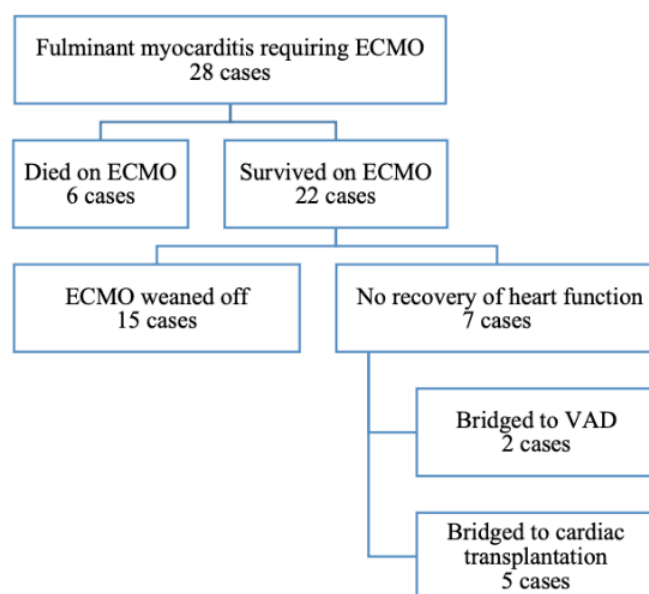 Fulminant myocarditis requiring ECMO
28 cases
Died on ECMO
6 cases
Survived on ECMO
22 cases
ECMO weaned off
15 cases
No recovery of heart function
7 cases
Bridged to VAD
2 cases
Bridged to cardiac
transplantation
5 cases